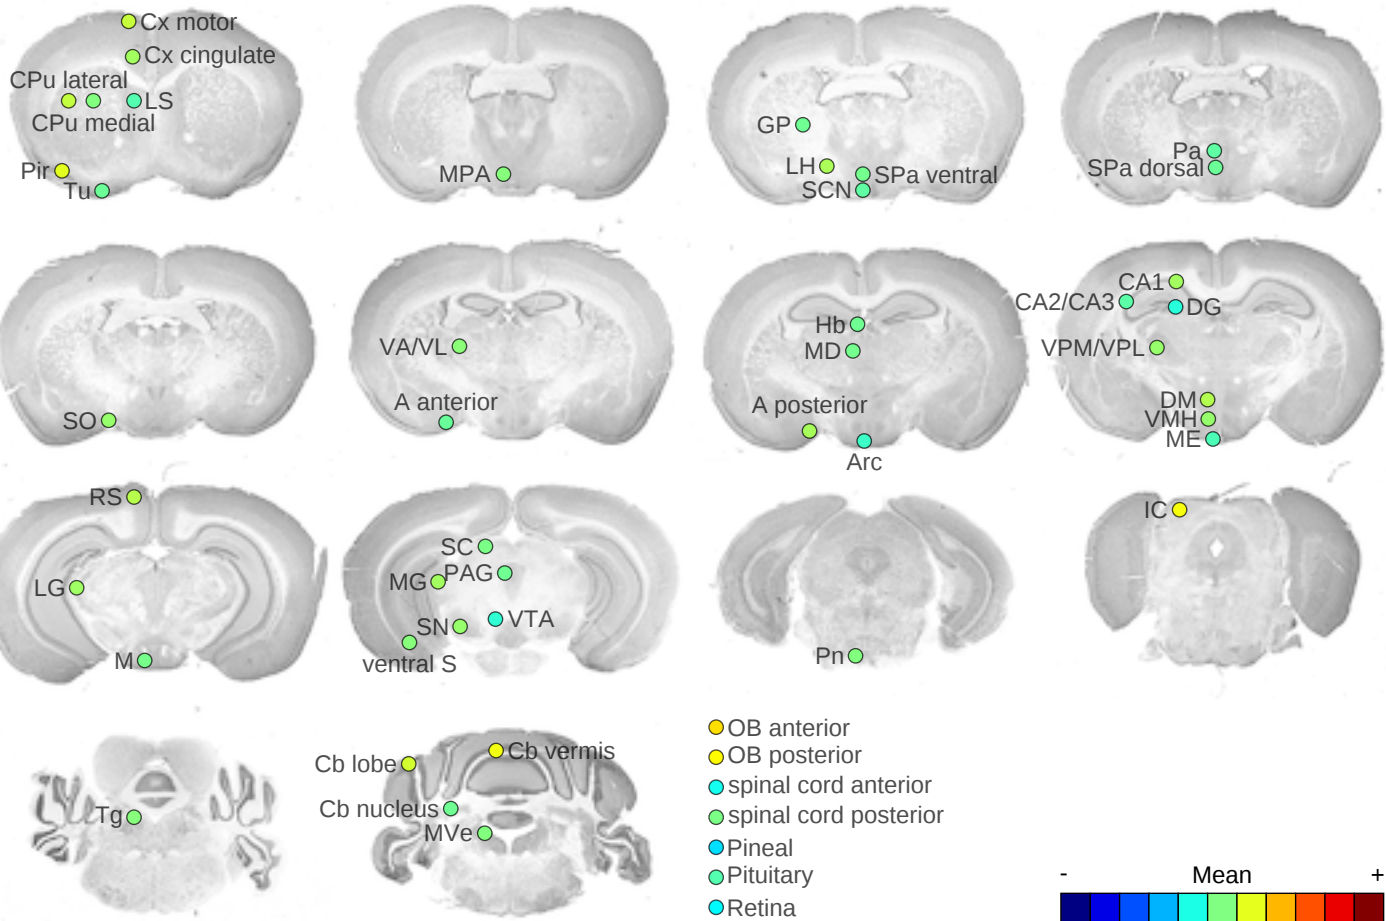 Cx motor
Cx cingulate
CPu lateral
LS
CPu medial
Pir
Tu
MPA
GP
LH
SPa ventral
SCN
Pa
SPa dorsal
SO
VA/VL
A anterior
Hb
MD
A posterior
Arc
CA1
CA2/CA3
DG
VPM/VPL
DM
VMH
ME
RS
LG
M
SC
MG
PAG
SN
VTA
ventral S
Pn
IC
Tg
Cb lobe
Cb vermis
Cb nucleus
MVe
OB anterior
OB posterior
spinal cord anterior
spinal cord posterior
Pineal
Pituitary
Retina
- Mean +